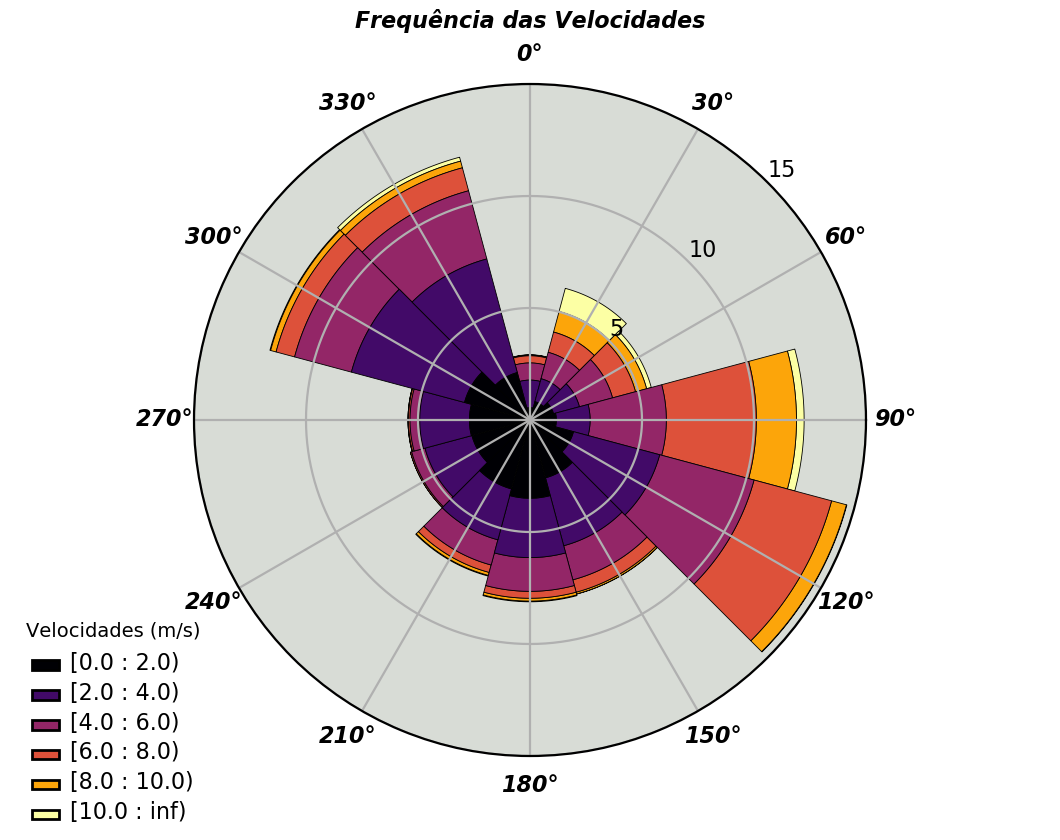 Frequência das Velocidades
0°
30°
60°
90°
120°
150°
180°
210°
240°
270°
300°
330°
5
10
15
Velocidades (m/s)
[0.0 : 2.0)
[2.0 : 4.0)
[4.0 : 6.0)
[6.0 : 8.0)
[8.0 : 10.0)
[10.0 : inf)